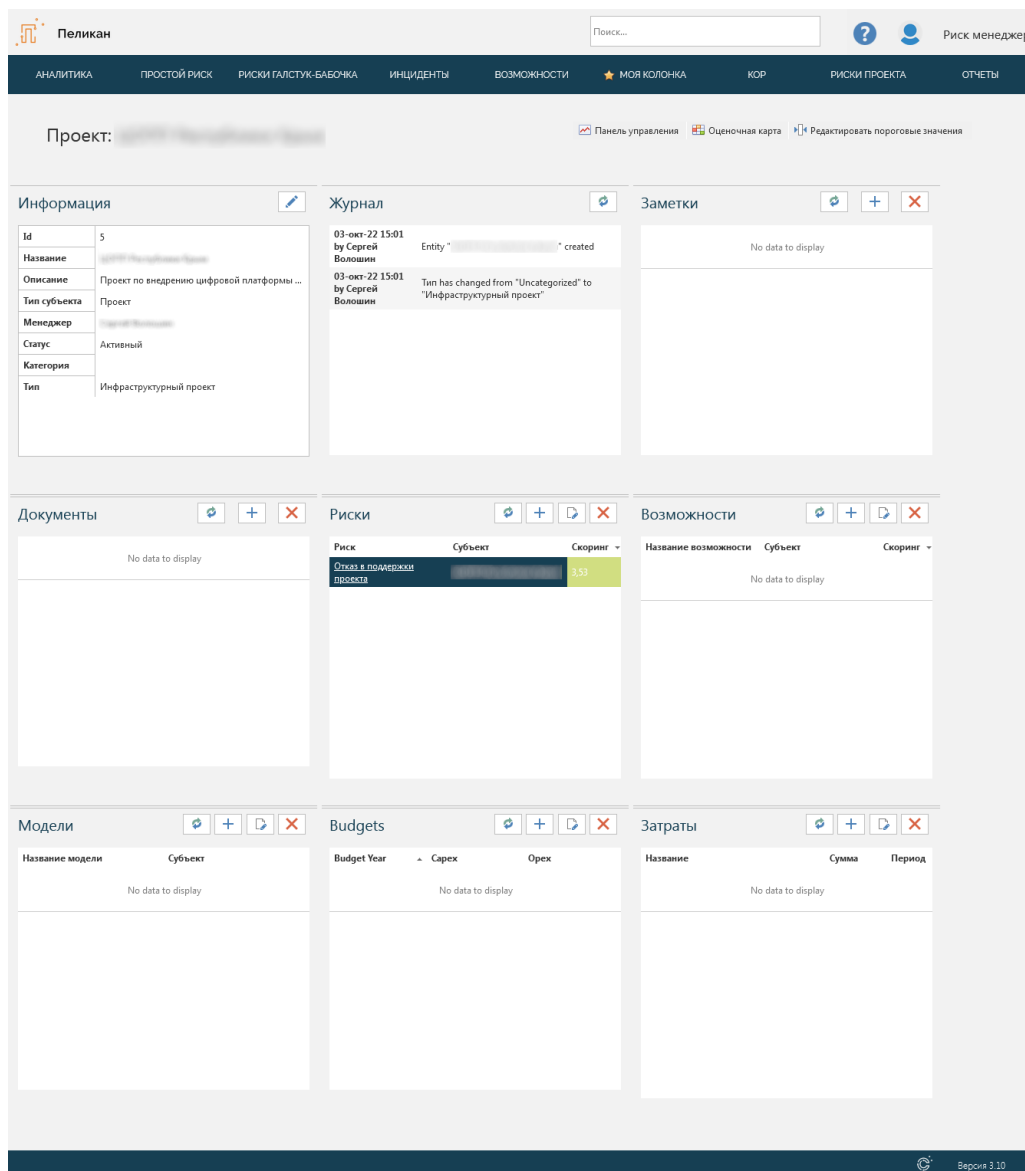 Пеликан
Поиск...
Риск менеджер
АНАЛИТИКА ПРОСТОЙ РИСК РИСКИ ГАЛСТУК-БАБОЧКА ИНЦИДЕНТЫ ВОЗМОЖНОСТИ МОЯ КОЛОНКА КОР РИСКИ ПРОЕКТА ОТЧЕТЫ
Проект:
Панель управления Оценочная карта Редактировать пороговые значения
Информация
Id 5
Название
Описание Проект по внедрению цифровой платформы ...
Тип субъекта Проект
Менеджер
Статус Активный
Категория
Тип Инфраструктурный проект
Журнал
03-окт-22 15:01
by Сергей
Волошин
Entity " " created
03-окт-22 15:01
by Сергей
Волошин
Тип has changed from "Uncategorized" to
"Инфраструктурный проект"
Заметки
No data to display
Документы
No data to display
Риски
Риск Субъект Скоринг
Отказ в поддержки
проекта
3,53
Возможности
Название возможности Субъект Скоринг
No data to display
Модели
Название модели Субъект
No data to display
Budgets
Budget Year Capex Opex
No data to display
Затраты
Название Сумма Период
No data to display
Версия 3.10